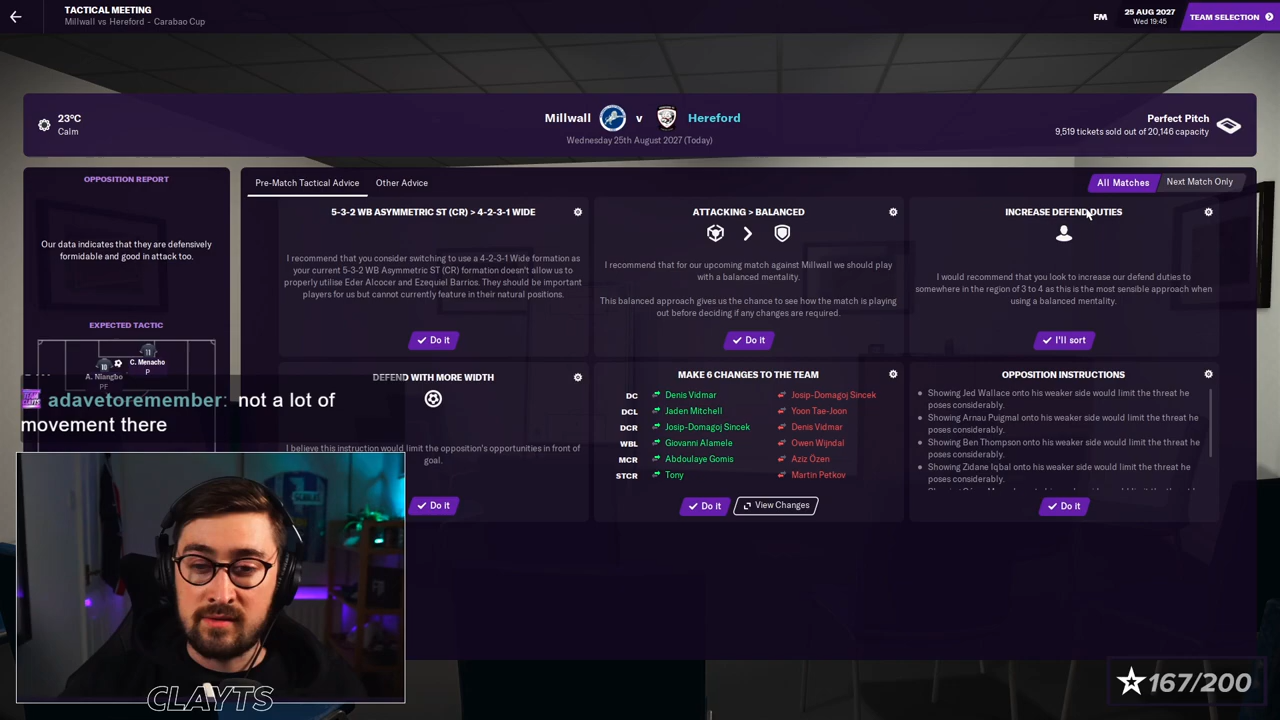 TACTICAL MEETING
Millwall vs Hereford - Carabao Cup
FM
25 AUG 2027
Wed 19:45
TEAM SELECTION
23°C
Calm
Millwall v Hereford
Wednesday 25th August 2027 (Today)
Perfect Pitch
9,519 tickets sold out of 20,146 capacity
OPPOSITION REPORT
Our data indicates that they are defensively
formidable and good in attack too.
EXPECTED TACTIC
11
C. Menacho
P
10
A. Niangbo
PF
Pre-Match Tactical Advice
Other Advice
All Matches
Next Match Only
5-3-2 WB ASYMMETRIC ST (CR) > 4-2-3-1 WIDE
I recommend that you consider switching to use a 4-2-3-1 Wide formation as
your current 5-3-2 WB Asymmetric ST (CR) formation doesn't allow us to
properly utilise Eder Alcocer and Ezequiel Barrios. They should be important
players for us but cannot currently feature in their natural positions.
Do it
ATTACKING > BALANCED
I recommend that for our upcoming match against Millwall we should play
with a balanced mentality.
This balanced approach gives us the chance to see how the match is playing
out before deciding if any changes are required.
Do it
INCREASE DEFEND DUTIES
I would recommend that you look to increase our defend duties to
somewhere in the region of 3 to 4 as this is the most sensible approach when
using a balanced mentality.
I'll sort
DEFEND WITH MORE WIDTH
I believe this instruction would limit the opposition's opportunities in front of
goal.
Do it
MAKE 6 CHANGES TO THE TEAM
DC Denis Vidmar Josip-Domagoj Sincek
DCL Jaden Mitchell Yoon Tae-Joon
DCR Josip-Domagoj Sincek Denis Vidmar
WBL Giovanni Alamele Owen Wijndal
MCR Abdoulaye Gomis Aziz Özen
STCR Tony Martin Petkov
Do it
View Changes
OPPOSITION INSTRUCTIONS
Showing Jed Wallace onto his weaker side would limit the threat he
poses considerably.
Showing Arnau Puigmal onto his weaker side would limit the threat he
poses considerably.
Showing Ben Thompson onto his weaker side would limit the threat he
poses considerably.
Showing Zidane Iqbal onto his weaker side would limit the threat he
poses considerably.
Do it
adavetoremember: not a lot of
movement there
CLAYTS
167/200